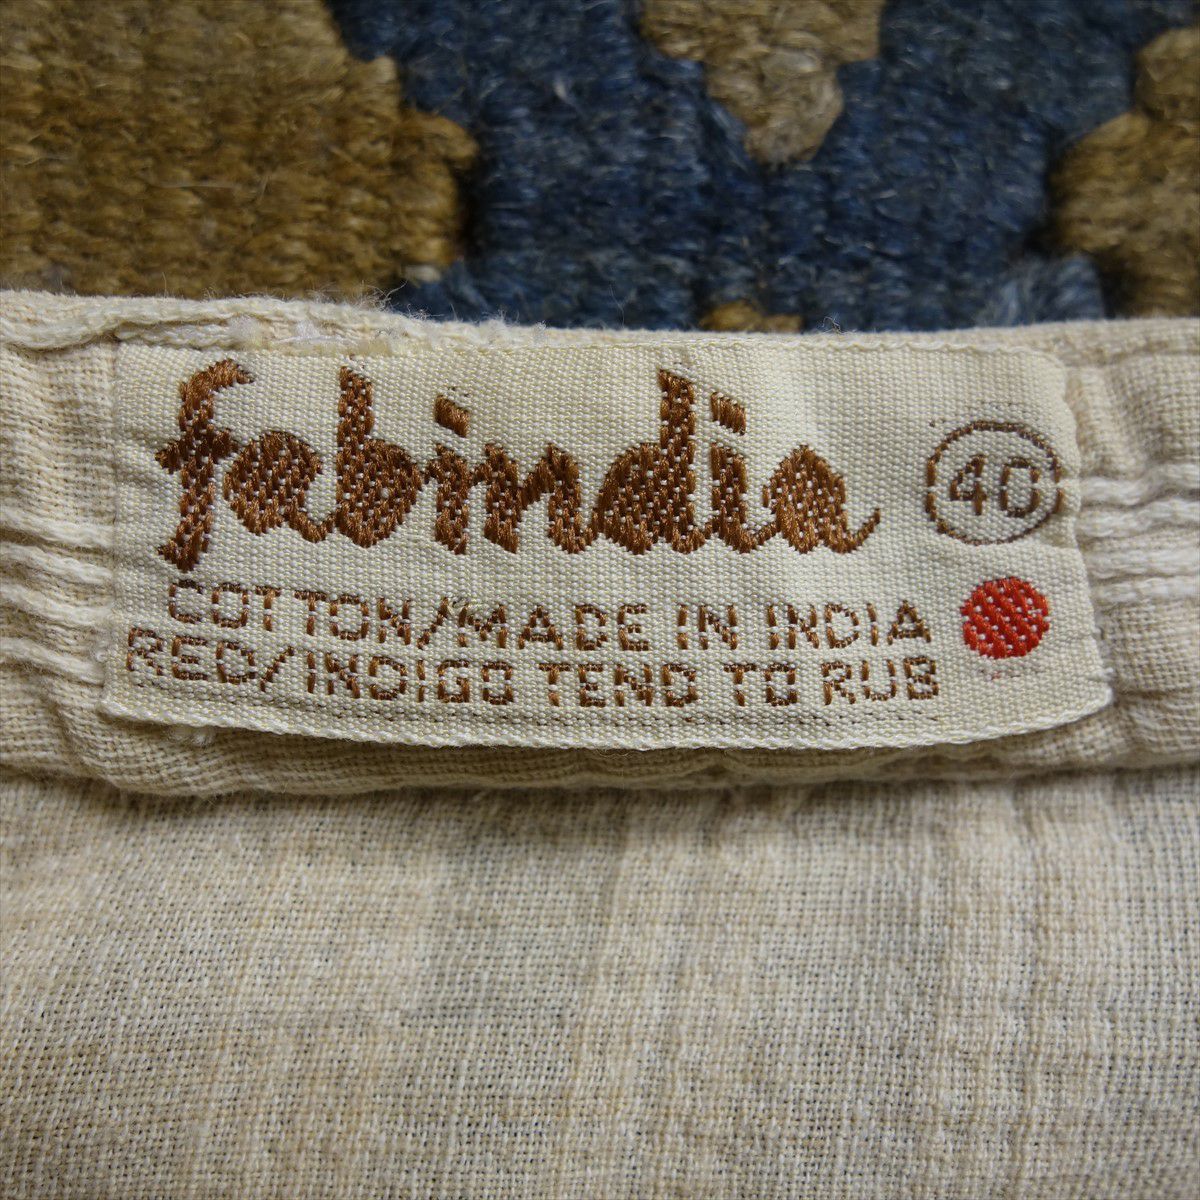 fabindia
40
COTTON/MADE IN INDIA
RED/INDIGO TEND TO RUB